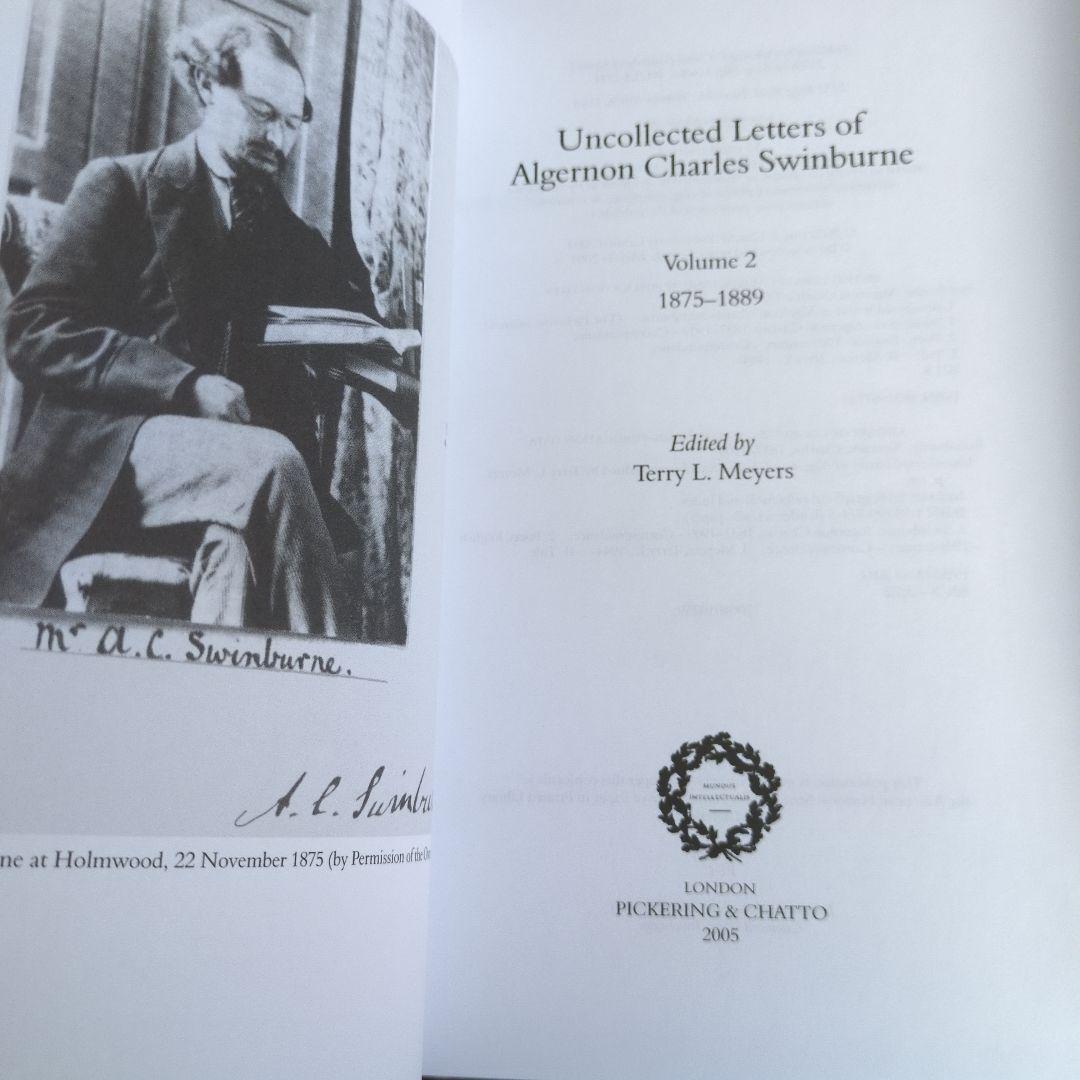 Mr A. C. Swinburne.
A. C. Swinbu
ne at Holmwood, 22 November 1875 (by Permission of the
Uncollected Letters of
Algernon Charles Swinburne
Volume 2
1875–1889
Edited by
Terry L. Meyers
MUNDUS
INTELLECTUALIS
LONDON
PICKERING & CHATTO
2005